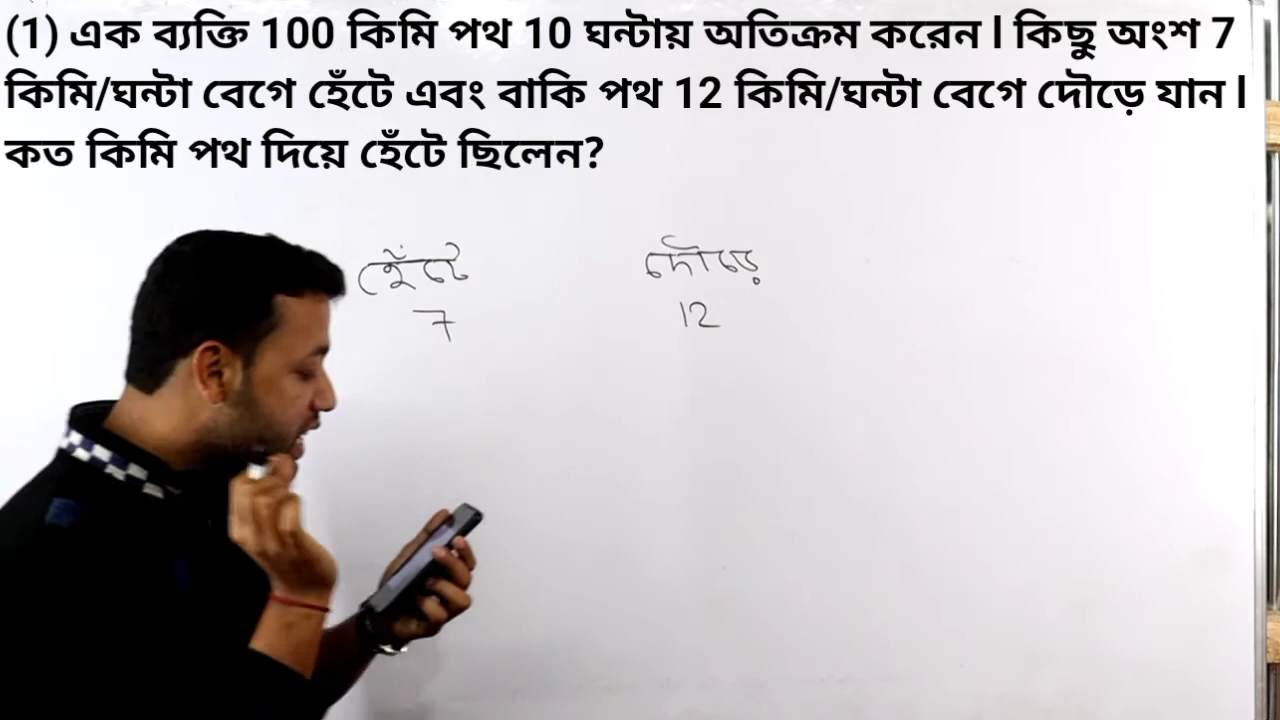 (1) এক ব্যক্তি 100 কিমি পথ 10 ঘন্টায় অতিক্রম করেন l কিছু অংশ 7
কিমি/ঘন্টা বেগে হেঁটে এবং বাকি পথ 12 কিমি/ঘন্টা বেগে দৌড়ে যান l
কত কিমি পথ দিয়ে হেঁটে ছিলেন?
হেঁটে দৌড়ে
7 12